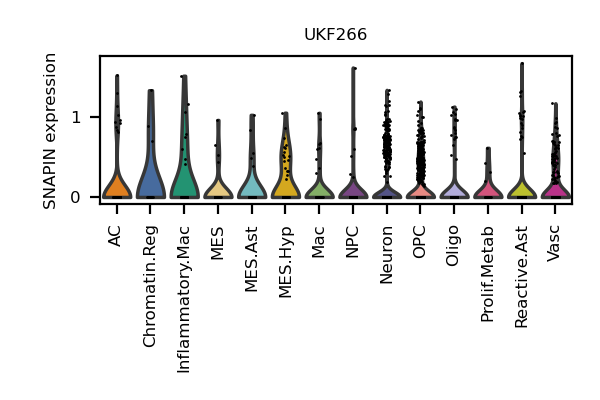 UKF266
SNAPIN expression
1
0
AC
Chromatin.Reg
Inflammatory.Mac
MES
MES.Ast
MES.Hyp
Mac
NPC
Neuron
OPC
Oligo
Prolif.Metab
Reactive.Ast
Vasc